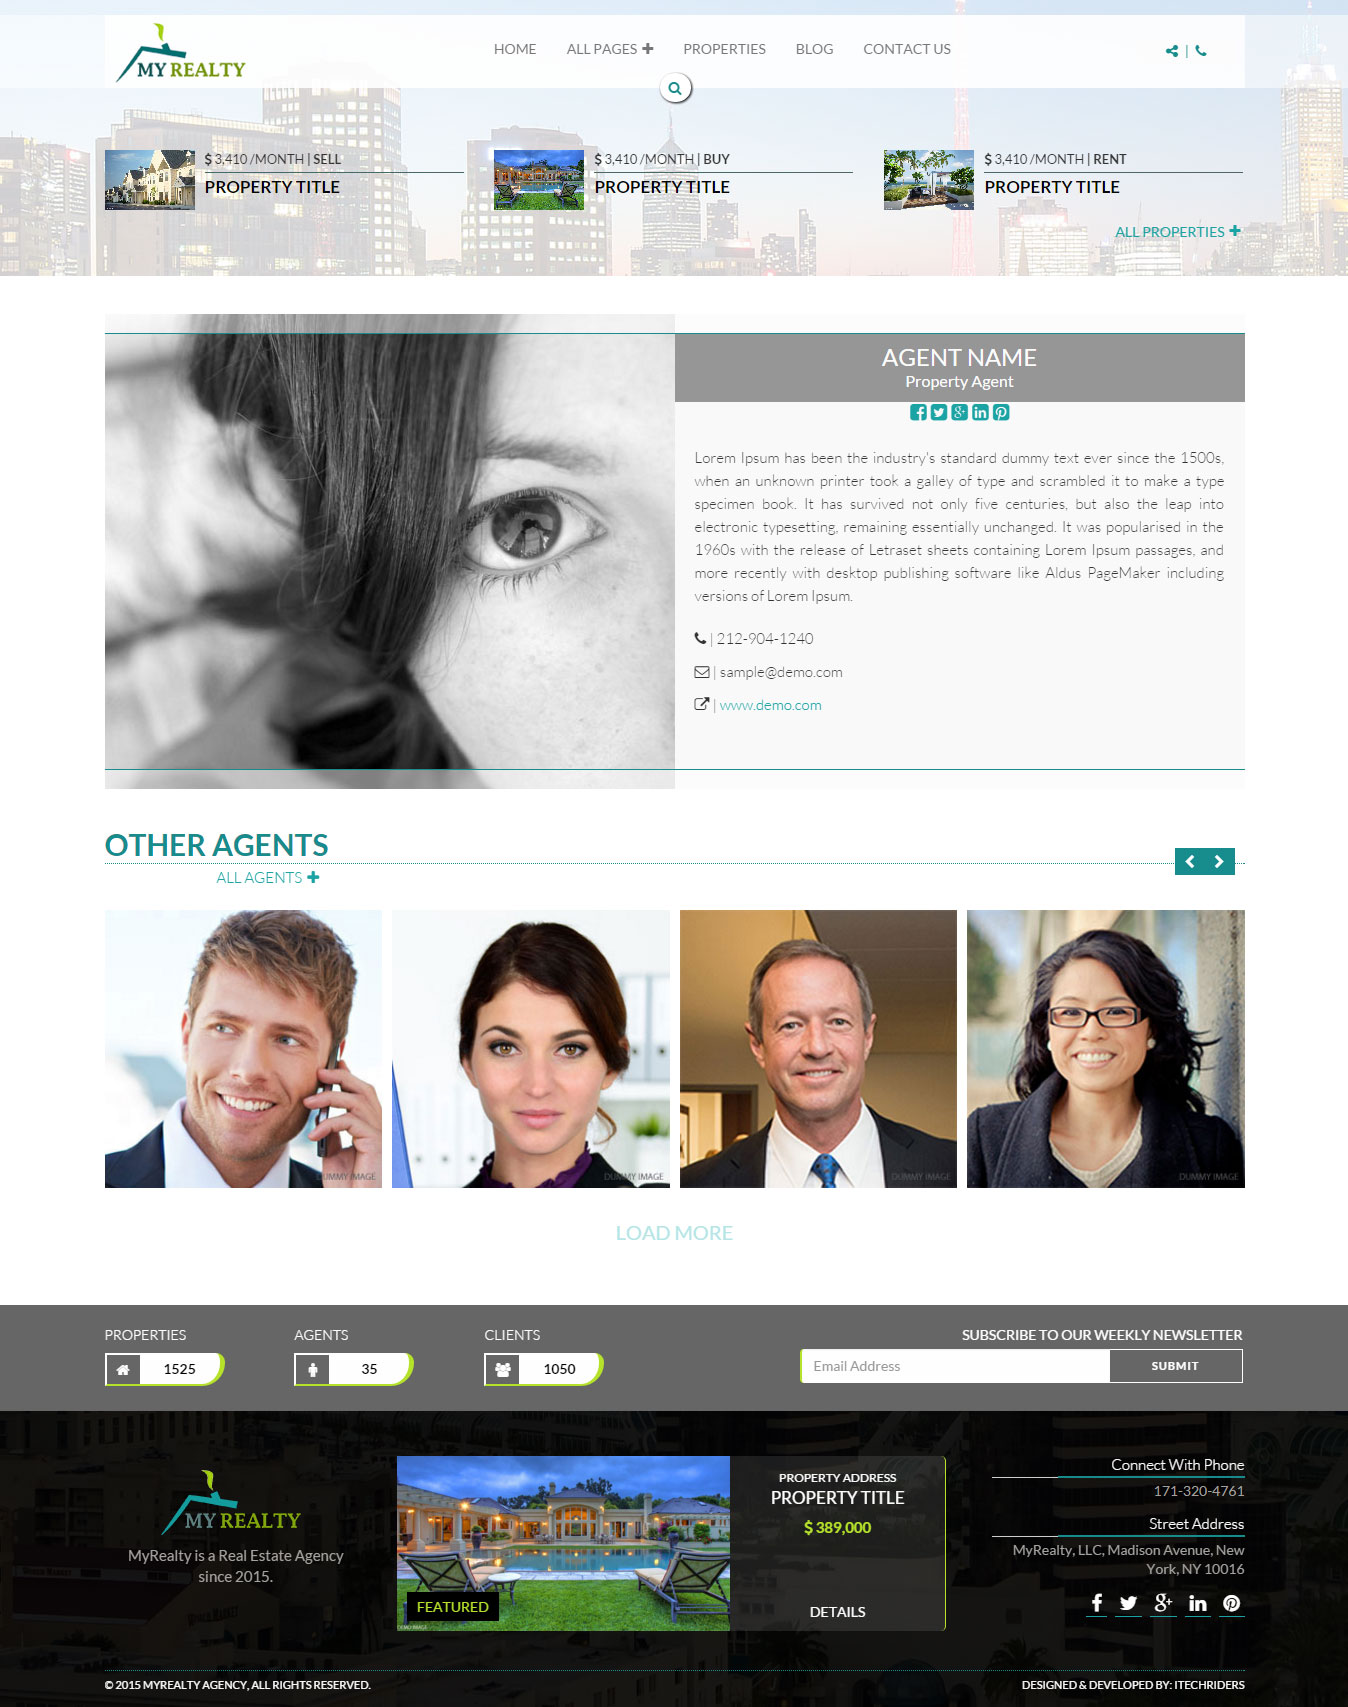 MY REALTY
HOME
ALL PAGES
PROPERTIES
BLOG
CONTACT US
$ 3,410 /MONTH | SELL
PROPERTY TITLE
$ 3,410 /MONTH | BUY
PROPERTY TITLE
$ 3,410 /MONTH | RENT
PROPERTY TITLE
ALL PROPERTIES
AGENT NAME
Property Agent
Lorem Ipsum has been the industry's standard dummy text ever since the 1500s,
when an unknown printer took a galley of type and scrambled it to make a type
specimen book. It has survived not only five centuries, but also the leap into
electronic typesetting, remaining essentially unchanged. It was popularised in the
1960s with the release of Letraset sheets containing Lorem Ipsum passages, and
more recently with desktop publishing software like Aldus PageMaker including
versions of Lorem Ipsum.
| 212-904-1240
| sample@demo.com
| www.demo.com
OTHER AGENTS
ALL AGENTS
DUMMY IMAGE
DUMMY IMAGE
DUMMY IMAGE
DUMMY IMAGE
LOAD MORE
PROPERTIES
1525
AGENTS
35
CLIENTS
1050
SUBSCRIBE TO OUR WEEKLY NEWSLETTER
Email Address
SUBMIT
MY REALTY
MyRealty is a Real Estate Agency
since 2015.
FEATURED
DEMO IMAGE
PROPERTY ADDRESS
PROPERTY TITLE
$ 389,000
DETAILS
Connect With Phone
171-320-4761
Street Address
MyRealty, LLC, Madison Avenue, New
York, NY 10016
© 2015 MYREALTY AGENCY, ALL RIGHTS RESERVED.
DESIGNED & DEVELOPED BY: ITECHRIDERS